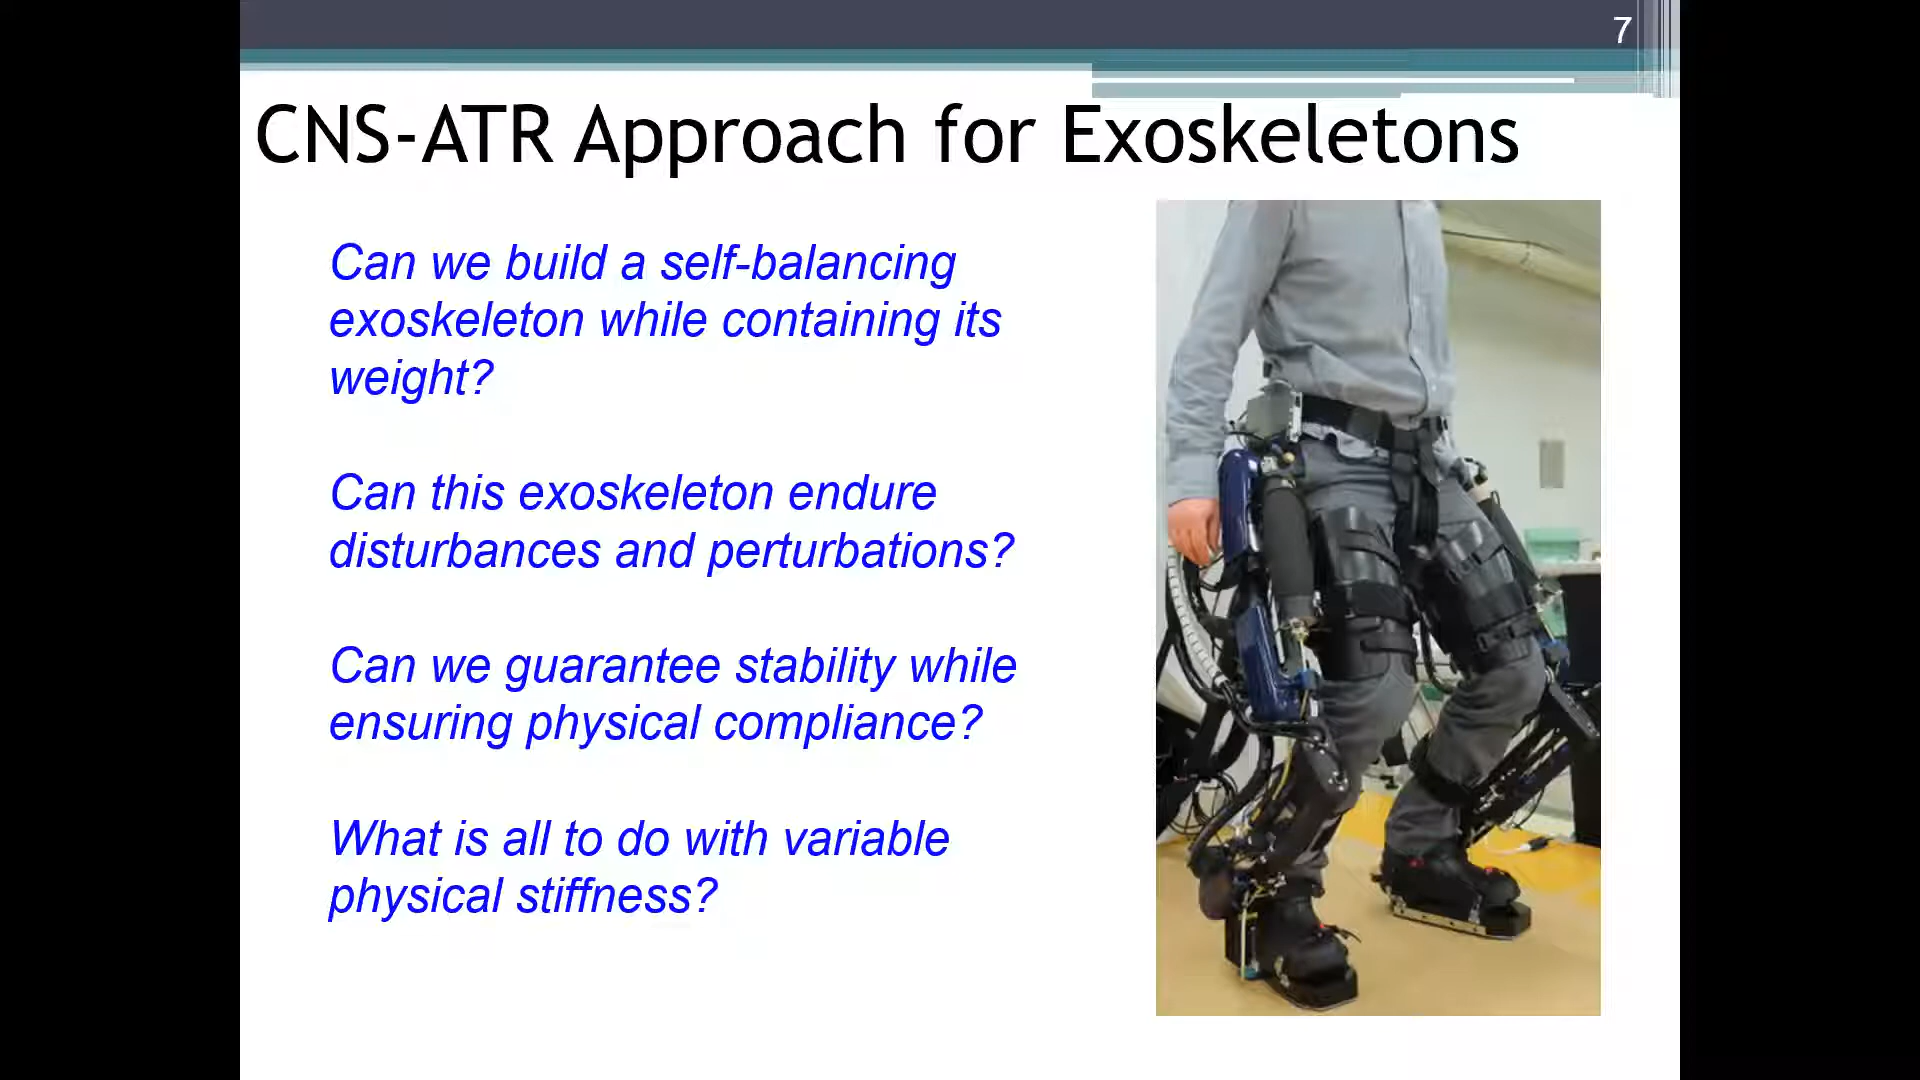 7
CNS-ATR Approach for Exoskeletons
Can we build a self-balancing
exoskeleton while containing its
weight?
Can this exoskeleton endure
disturbances and perturbations?
Can we guarantee stability while
ensuring physical compliance?
What is all to do with variable
physical stiffness?